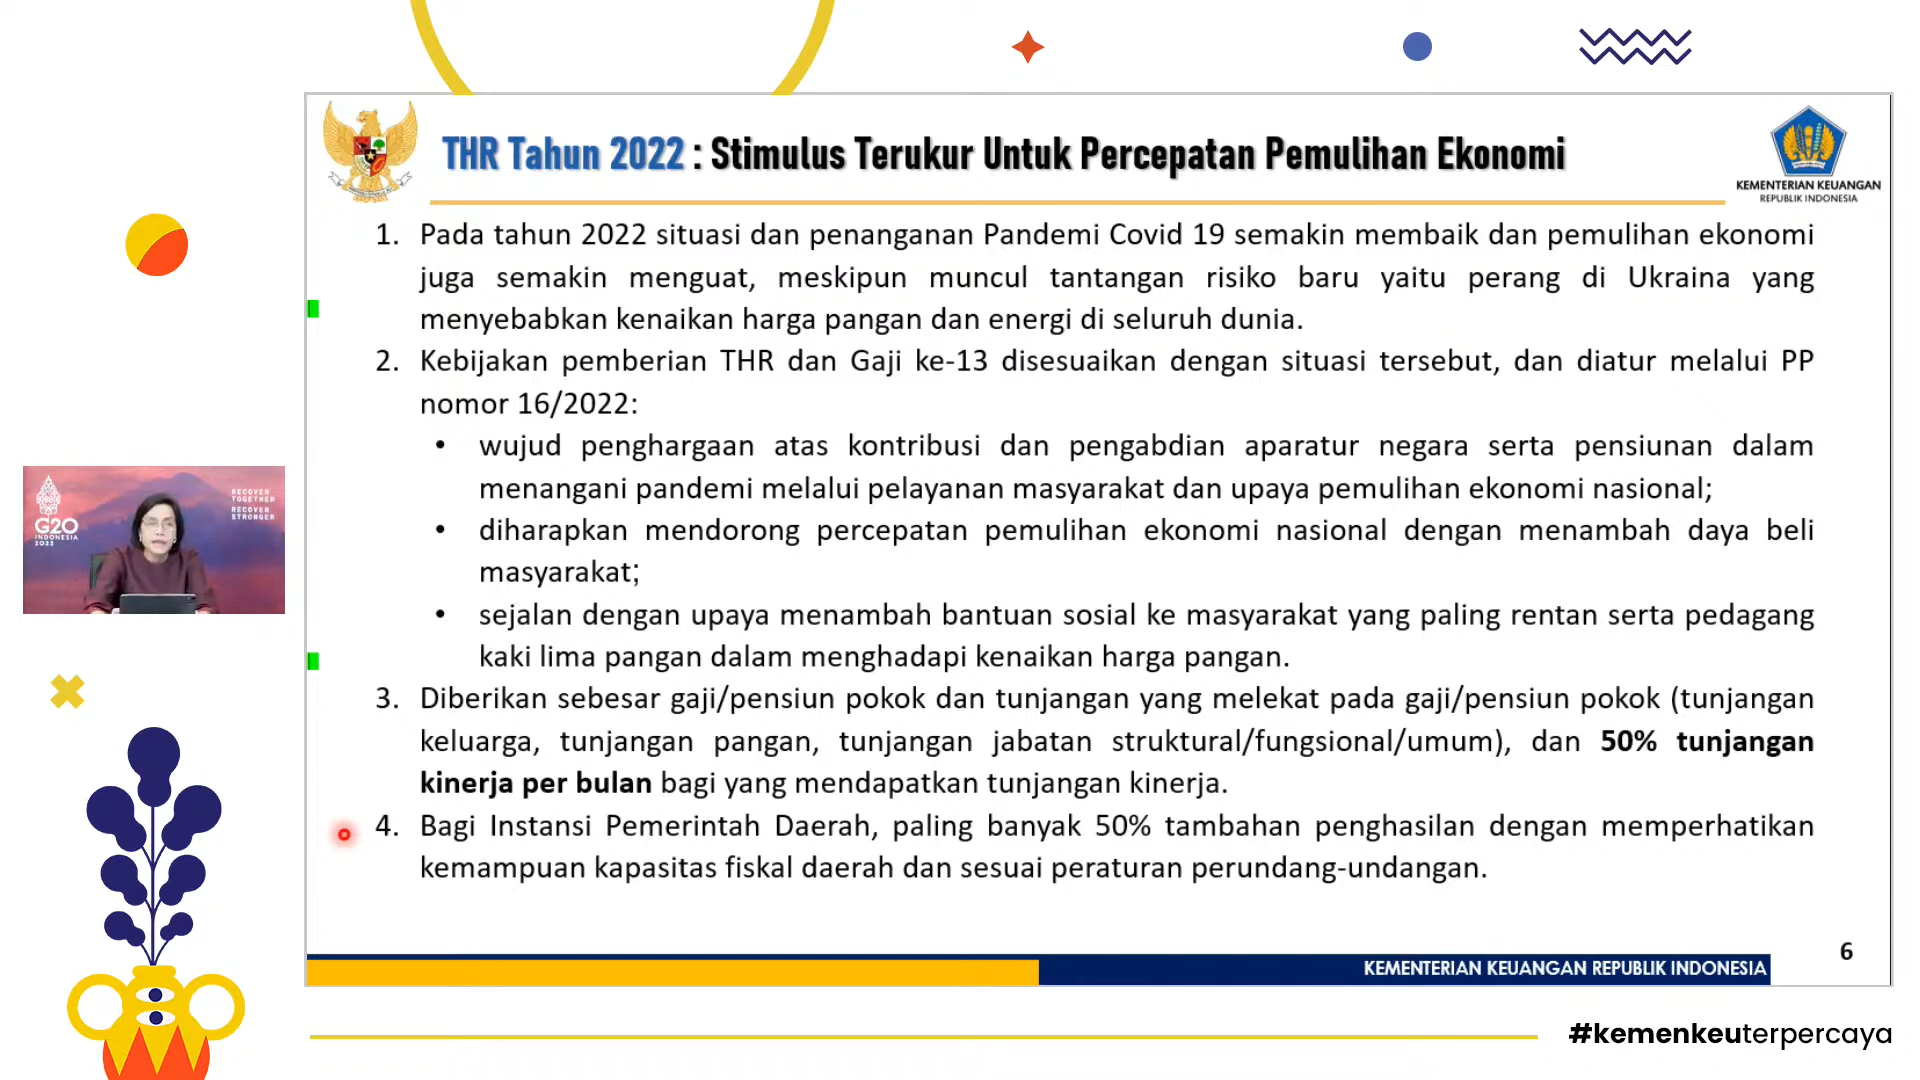 THR Tahun 2022 : Stimulus Terukur Untuk Percepatan Pemulihan Ekonomi
KEMENTERIAN KEUANGAN
REPUBLIK INDONESIA
1. Pada tahun 2022 situasi dan penanganan Pandemi Covid 19 semakin membaik dan pemulihan ekonomi
juga semakin menguat, meskipun muncul tantangan risiko baru yaitu perang di Ukraina yang
menyebabkan kenaikan harga pangan dan energi di seluruh dunia.
2. Kebijakan pemberian THR dan Gaji ke-13 disesuaikan dengan situasi tersebut, dan diatur melalui PP
nomor 16/2022:
• wujud penghargaan atas kontribusi dan pengabdian aparatur negara serta pensiunan dalam
menangani pandemi melalui pelayanan masyarakat dan upaya pemulihan ekonomi nasional;
• diharapkan mendorong percepatan pemulihan ekonomi nasional dengan menambah daya beli
masyarakat;
• sejalan dengan upaya menambah bantuan sosial ke masyarakat yang paling rentan serta pedagang
kaki lima pangan dalam menghadapi kenaikan harga pangan.
3. Diberikan sebesar gaji/pensiun pokok dan tunjangan yang melekat pada gaji/pensiun pokok (tunjangan
keluarga, tunjangan pangan, tunjangan jabatan struktural/fungsional/umum), dan 50% tunjangan
kinerja per bulan bagi yang mendapatkan tunjangan kinerja.
4. Bagi Instansi Pemerintah Daerah, paling banyak 50% tambahan penghasilan dengan memperhatikan
kemampuan kapasitas fiskal daerah dan sesuai peraturan perundang-undangan.
G20
INDONESIA
2022
RECOVER
TOGETHER
RECOVER
STRONGER
6
KEMENTERIAN KEUANGAN REPUBLIK INDONESIA
#kemenkeuterpercaya